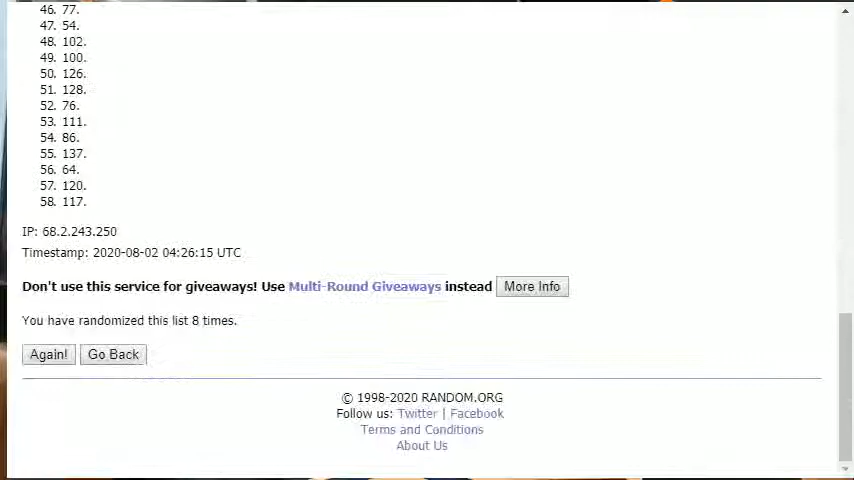 46. 77.
47. 54.
48. 102.
49. 100.
50. 126.
51. 128.
52. 76.
53. 111.
54. 86.
55. 137.
56. 64.
57. 120.
58. 117.
IP: 68.2.243.250
Timestamp: 2020-08-02 04:26:15 UTC
Don't use this service for giveaways! Use Multi-Round Giveaways instead More Info
You have randomized this list 8 times.
Again! Go Back
© 1998-2020 RANDOM.ORG
Follow us: Twitter | Facebook
Terms and Conditions
About Us